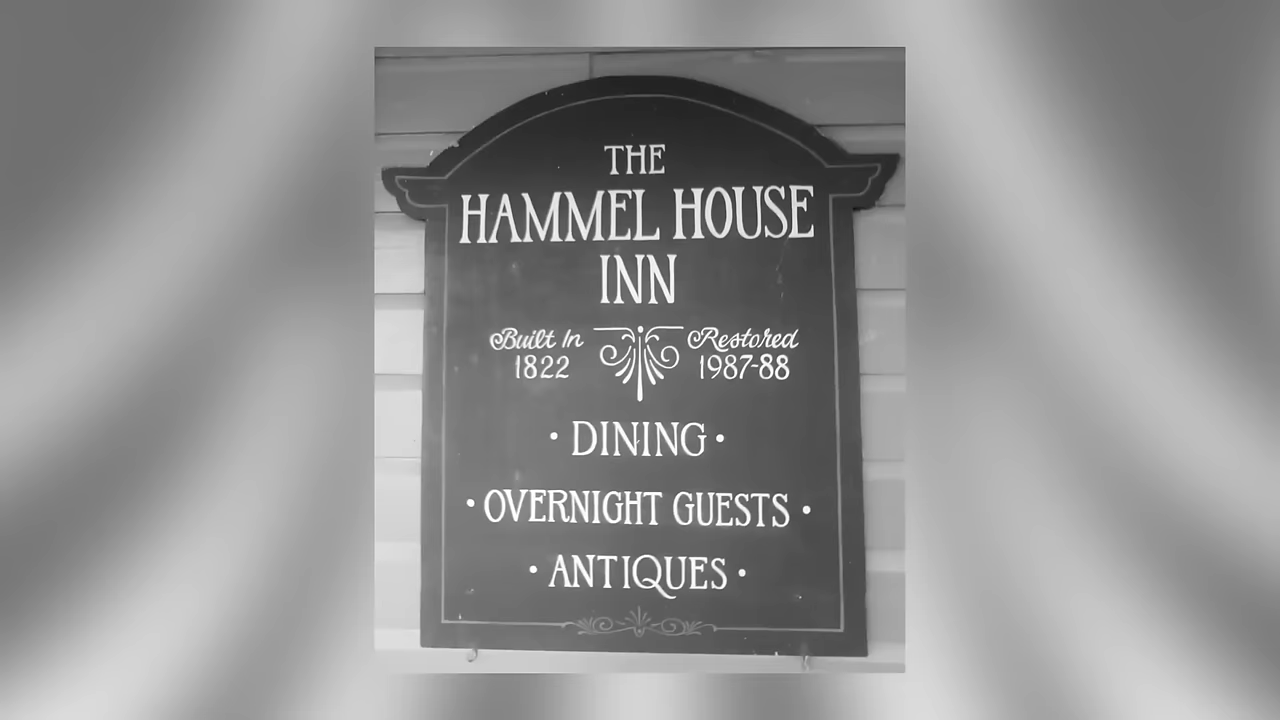 THE
HAMMEL HOUSE
INN
Built In
1822
Restored
1987-88
• DINING •
• OVERNIGHT GUESTS •
• ANTIQUES •